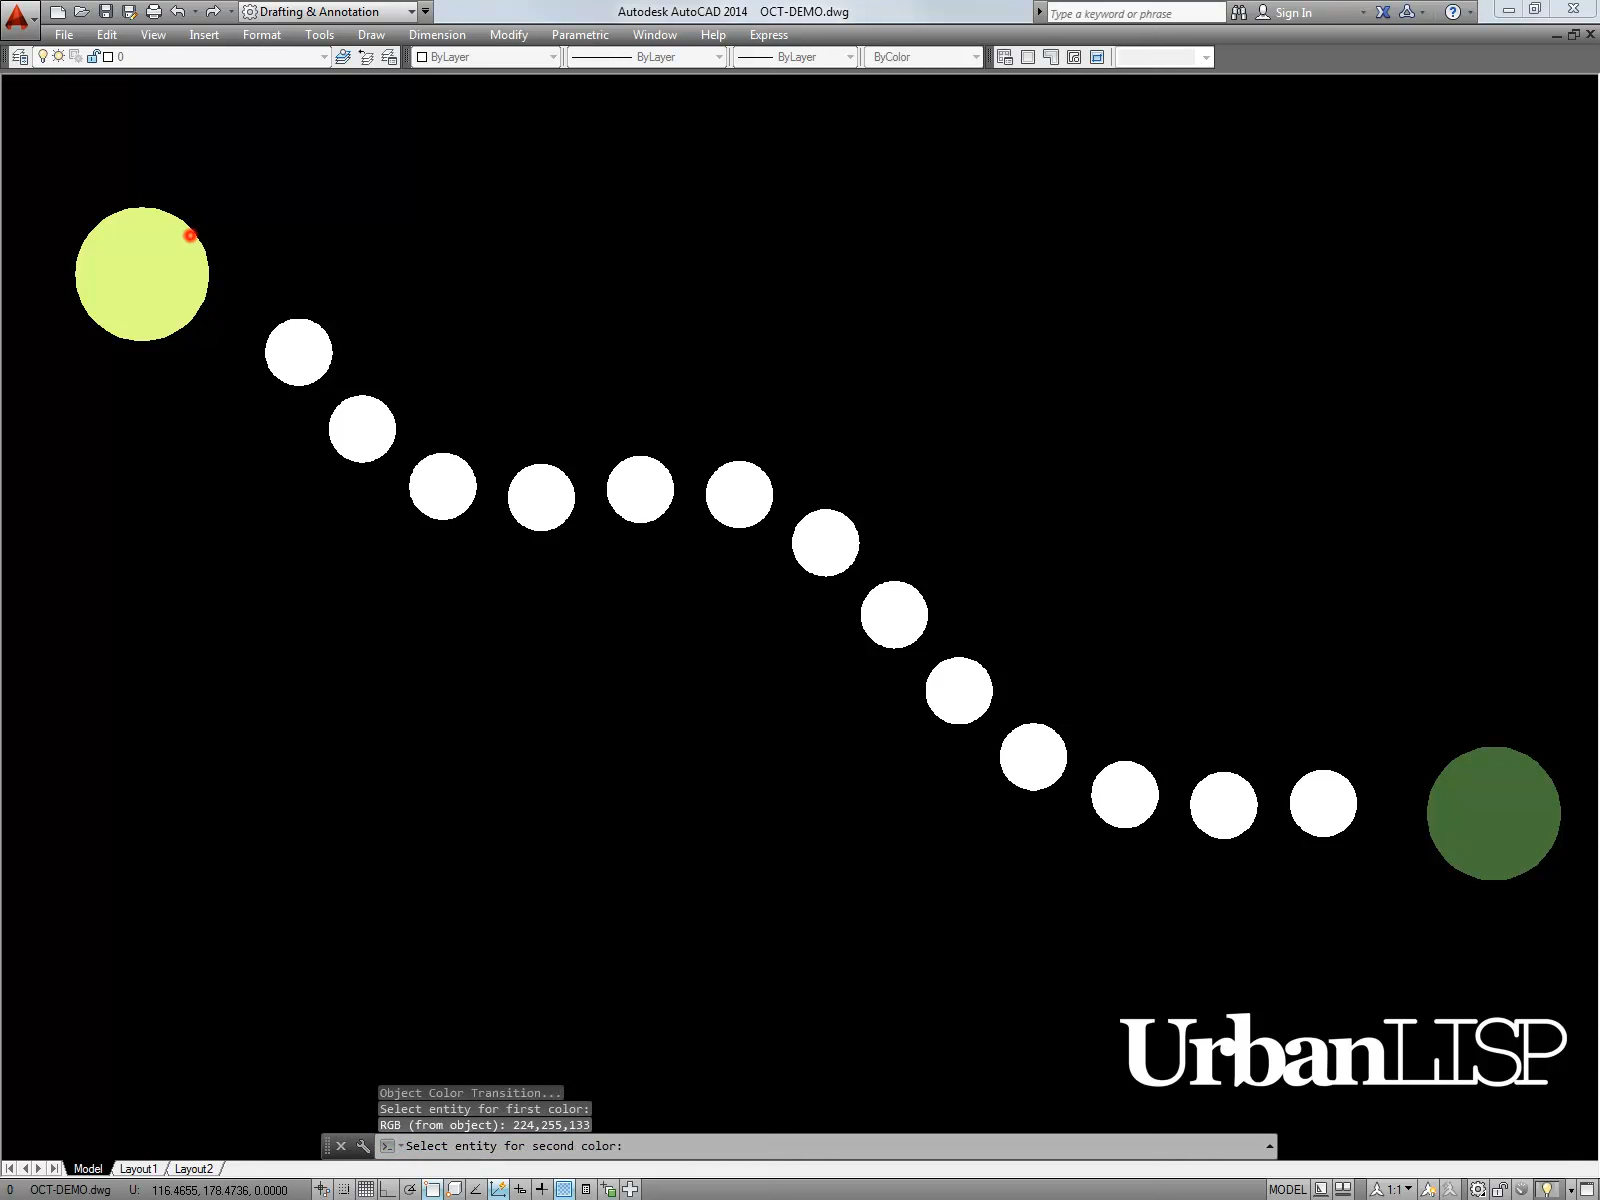 Drafting & Annotation
Autodesk AutoCAD 2014 OCT-DEMO.dwg
Type a keyword or phrase
Sign In
File Edit View Insert Format Tools Draw Dimension Modify Parametric Window Help Express
0
ByLayer
ByLayer
ByLayer
ByColor
UrbanLISP
Object Color Transition...
Select entity for first color:
RGB (from object): 224,255,133
Select entity for second color:
Model Layout1 Layout2
0 OCT-DEMO.dwg U: 116.4655, 178.4736, 0.0000
MODEL
1:1